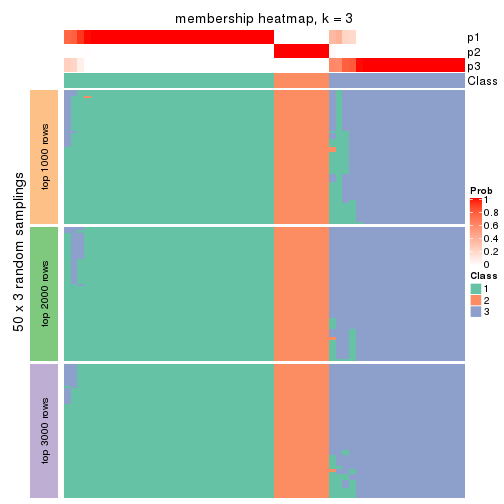 membership heatmap, k = 3
p1
p2
p3
Class
50 x 3 random samplings
top 1000 rows
top 2000 rows
top 3000 rows
Prob
1
0.8
0.6
0.4
0.2
0
Class
1
2
3